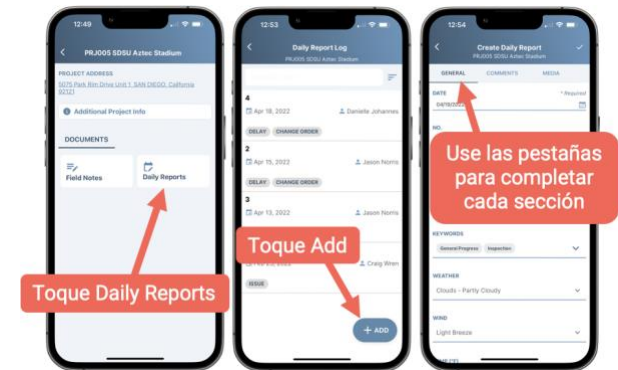 12:49
PRJ005 SDSU Aztec Stadium
PROJECT ADDRESS
5075 Park Rim Drive Unit 1, SAN DIEGO, California
92121
Additional Project Info
DOCUMENTS
Field Notes
Daily Reports
Toque Daily Reports
12:53
Daily Report Log
PRJ005 SDSU Aztec Stadium
4
Apr 18, 2022
Danielle Johannes
DELAY
CHANGE ORDER
2
Apr 15, 2022
Jason Norris
DELAY
CHANGE ORDER
3
Apr 13, 2022
Jason Norris
Toque Add
2022
Craig Wren
ISSUE
+ ADD
12:54
Create Daily Report
PRJ005 SDSU Aztec Stadium
GENERAL
COMMENTS
MEDIA
DATE
* Required
NO.
Use las pestañas
para completar
cada sección
KEYWORDS
General Progress
Inspection
WEATHER
Clouds - Partly Cloudy
WIND
Light Breeze